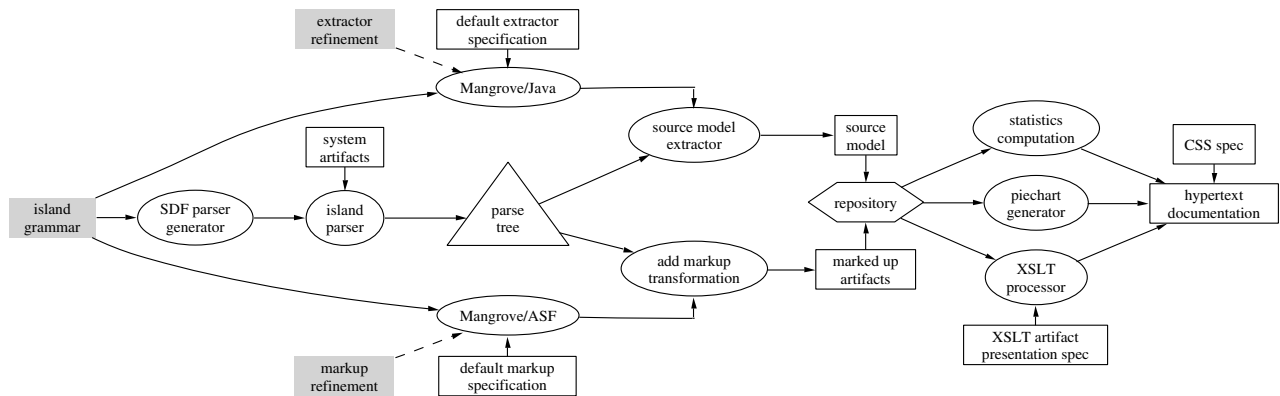 extractor
refinement
default extractor
specification
Mangrove/Java
system
artifacts
source model
extractor
source
model
statistics
computation
CSS spec
island
grammar
SDF parser
generator
island
parser
parse
tree
repository
piechart
generator
hypertext
documentation
add markup
transformation
marked up
artifacts
XSLT
processor
Mangrove/ASF
XSLT artifact
presentation spec
markup
refinement
default markup
specification